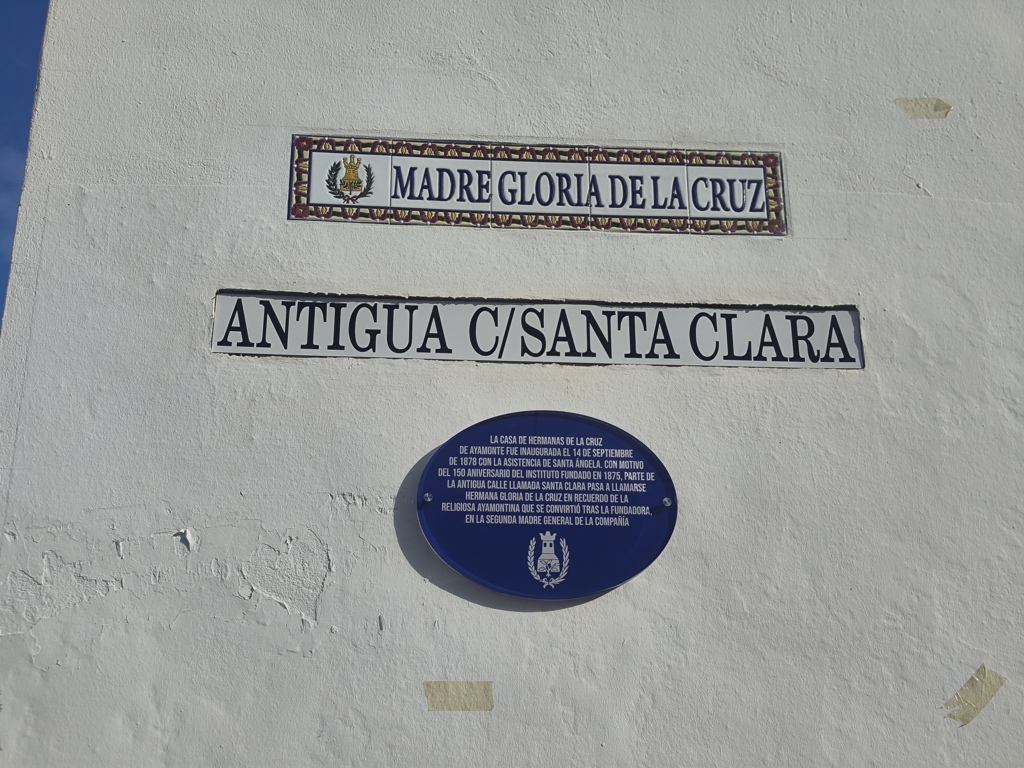 MADRE GLORIA DE LA CRUZ
ANTIGUA C/SANTA CLARA
LA CASA DE HERMANAS DE LA CRUZ
DE AYAMONTE FUE INAUGURADA EL 14 DE SEPTIEMBRE
DE 1878 CON LA ASISTENCIA DE SANTA ÁNGELA. CON MOTIVO
DEL 150 ANIVERSARIO DEL INSTITUTO FUNDADO EN 1875, PARTE DE
LA ANTIGUA CALLE LLAMADA SANTA CLARA PASA A LLAMARSE
HERMANA GLORIA DE LA CRUZ EN RECUERDO DE LA
RELIGIOSA AYAMONTINA QUE SE CONVIRTIÓ TRAS LA FUNDADORA,
EN LA SEGUNDA MADRE GENERAL DE LA COMPAÑÍA